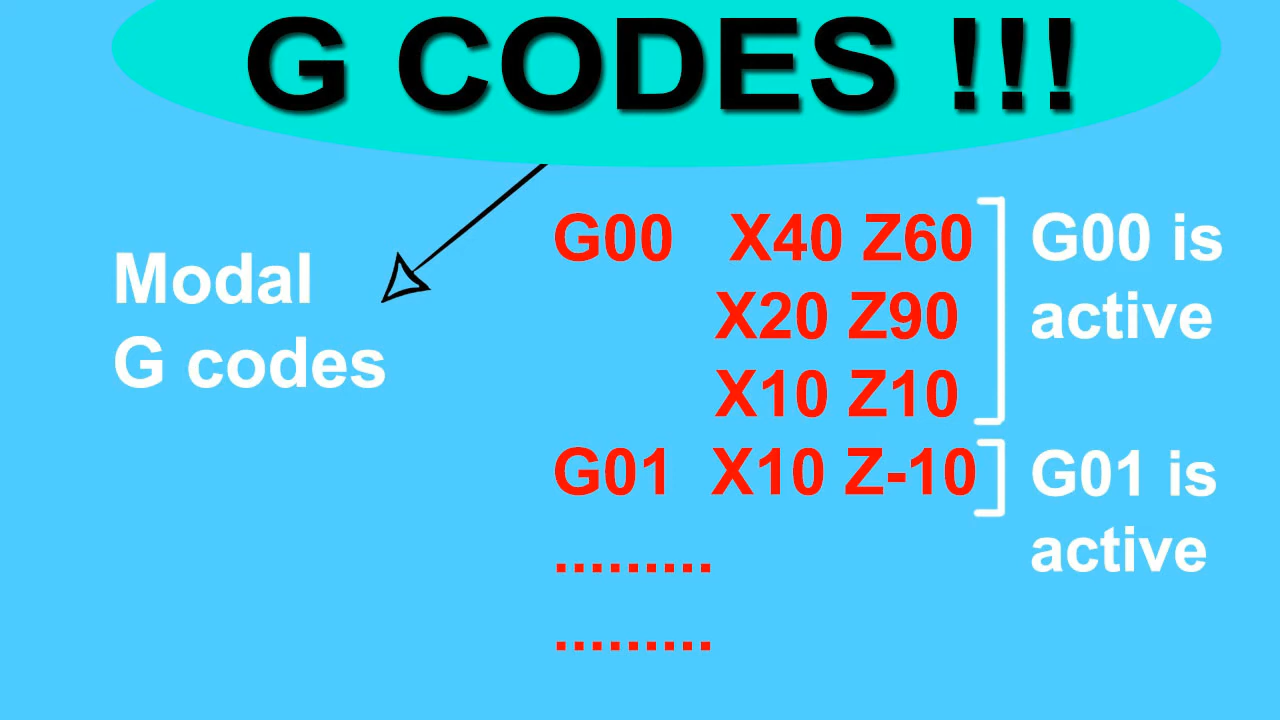 G CODES !!!
Modal
G codes
G00 X40 Z60
X20 Z90
X10 Z10
G01 X10 Z-10
.........
.........
G00 is
active
G01 is
active